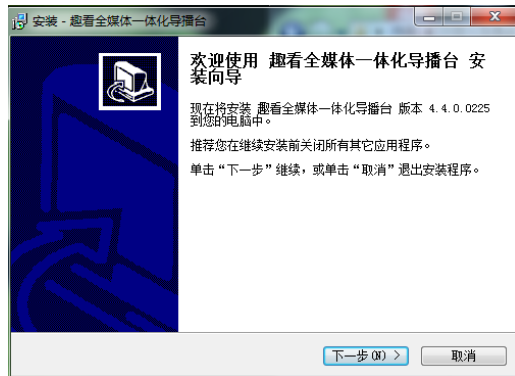 安装 - 趣看全媒体一体化导播台
欢迎使用 趣看全媒体一体化导播台 安
装向导
现在将安装 趣看全媒体一体化导播台 版本 4.4.0.0225
到您的电脑中。
推荐您在继续安装前关闭所有其它应用程序。
单击“下一步”继续，或单击“取消”退出安装程序。
下一步(N) >
取消